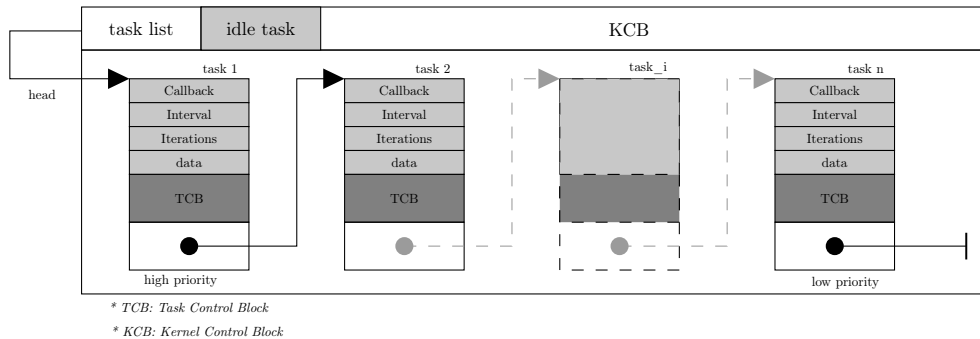 task list
idle task
KCB
head
task 1
Callback
Interval
Iterations
data
TCB
high priority
task 2
Callback
Interval
Iterations
data
TCB
task_i
task n
Callback
Interval
Iterations
data
TCB
low priority
* TCB: Task Control Block
* KCB: Kernel Control Block